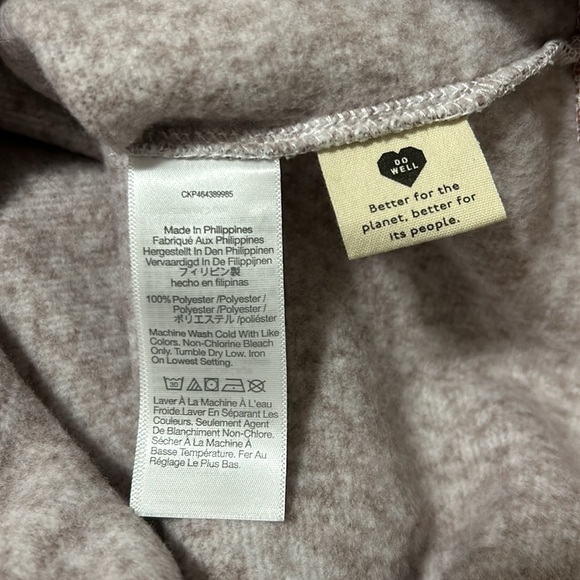 CKP464389985
Made In Philippines
Fabriqué Aux Philippines
Hergestellt In Den Philippinen
Vervaardigd In De Filippijnen
フィリピン製
hecho en filipinas
100% Polyester /Polyester /
Polyester /Polyester /
ポリエステル /poliéster
Machine Wash Cold With Like
Colors. Non-Chlorine Bleach
Only. Tumble Dry Low. Iron
On Lowest Setting.
30
Laver À La Machine À L'eau
Froide.Laver En Séparant Les
Couleurs. Seulement Agent
De Blanchiment Non-Chlore.
Sécher À La Machine À
Basse Température. Fer Au
Réglage Le Plus Bas.
DO
WELL
Better for the
planet, better for
its people.